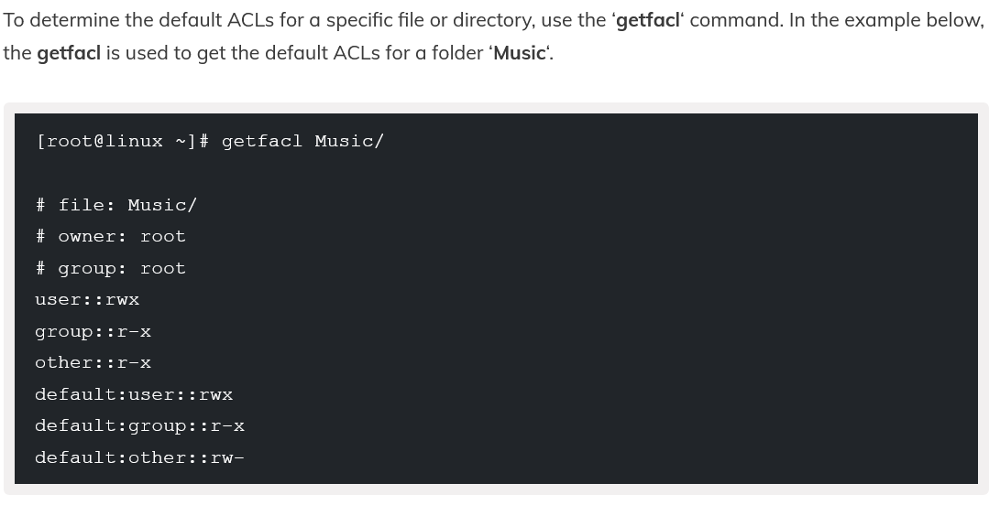 To determine the default ACLs for a specific file or directory, use the ‘getfacl‘ command. In the example below,
the getfacl is used to get the default ACLs for a folder ‘Music‘.
[root@linux ~]# getfacl Music/
# file: Music/
# owner: root
# group: root
user::rwx
group::r-x
other::r-x
default:user::rwx
default:group::r-x
default:other::rw-